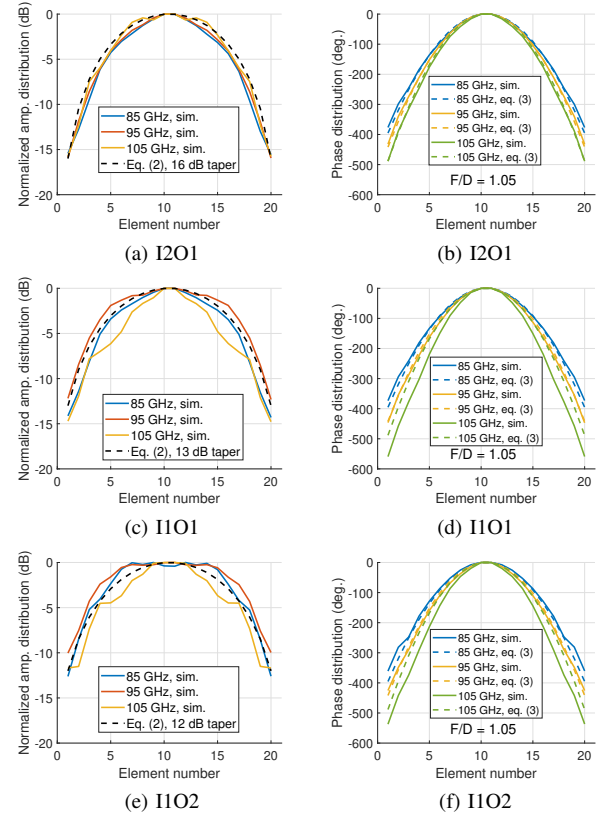 Normalized amp. distribution (dB)
0
-5
-10
-15
-20
85 GHz, sim.
95 GHz, sim.
105 GHz, sim.
Eq. (2), 16 dB taper
0 5 10 15 20
Element number
(a) I2O1
Phase distribution (deg.)
0
-100
-200
-300
-400
-500
-600
85 GHz, sim.
85 GHz, eq. (3)
95 GHz, sim.
95 GHz, eq. (3)
105 GHz, sim.
105 GHz, eq. (3)
F/D = 1.05
0 5 10 15 20
Element number
(b) I2O1
Normalized amp. distribution (dB)
0
-5
-10
-15
-20
85 GHz, sim.
95 GHz, sim.
105 GHz, sim.
Eq. (2), 13 dB taper
0 5 10 15 20
Element number
(c) I1O1
Phase distribution (deg.)
0
-100
-200
-300
-400
-500
-600
85 GHz, sim.
85 GHz, eq. (3)
95 GHz, sim.
95 GHz, eq. (3)
105 GHz, sim.
105 GHz, eq. (3)
F/D = 1.05
0 5 10 15 20
Element number
(d) I1O1
Normalized amp. distribution (dB)
0
-5
-10
-15
-20
85 GHz, sim.
95 GHz, sim.
105 GHz, sim.
Eq. (2), 12 dB taper
0 5 10 15 20
Element number
(e) I1O2
Phase distribution (deg.)
0
-100
-200
-300
-400
-500
-600
85 GHz, sim.
85 GHz, eq. (3)
95 GHz, sim.
95 GHz, eq. (3)
105 GHz, sim.
105 GHz, eq. (3)
F/D = 1.05
0 5 10 15 20
Element number
(f) I1O2